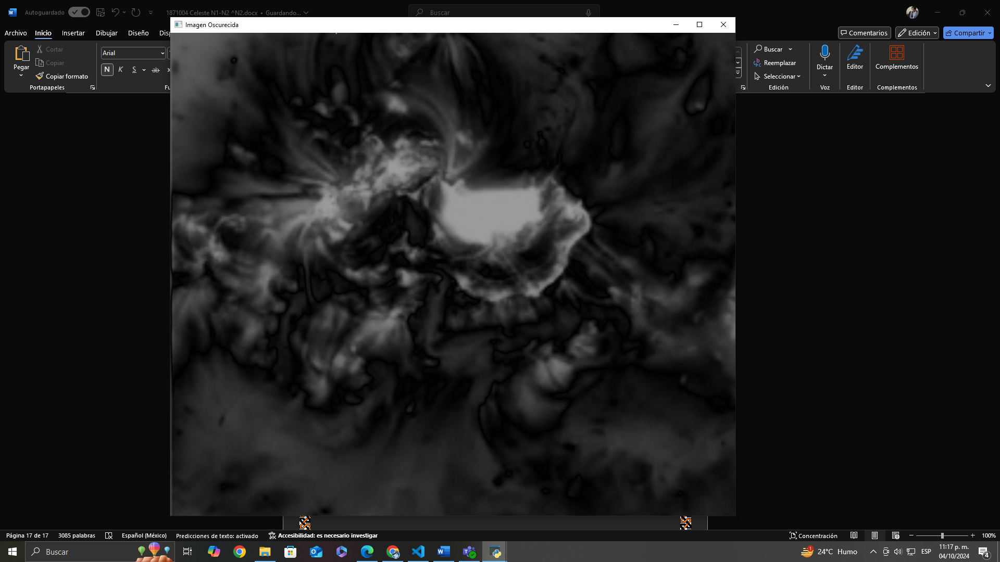 Autoguardado
1871004 Celeste N1-N2 ^N2.docx • Guardando...
Buscar
Imagen Oscurecida
Archivo Inicio Insertar Dibujar Diseño Disp
Comentarios Edición Compartir
Pegar
Cortar
Copiar
Copiar formato
Portapapeles
Arial
N K S ab x
Fu
Buscar
Reemplazar
Seleccionar
Edición
Dictar
Voz
Editor
Editor
Complementos
Complementos
Página 17 de 17 3085 palabras Español (México) Predicciones de texto: activado Accesibilidad: es necesario investigar
Concentración 100%
Buscar
1 24°C Humo ESP
11:17 p. m.
04/10/2024
4